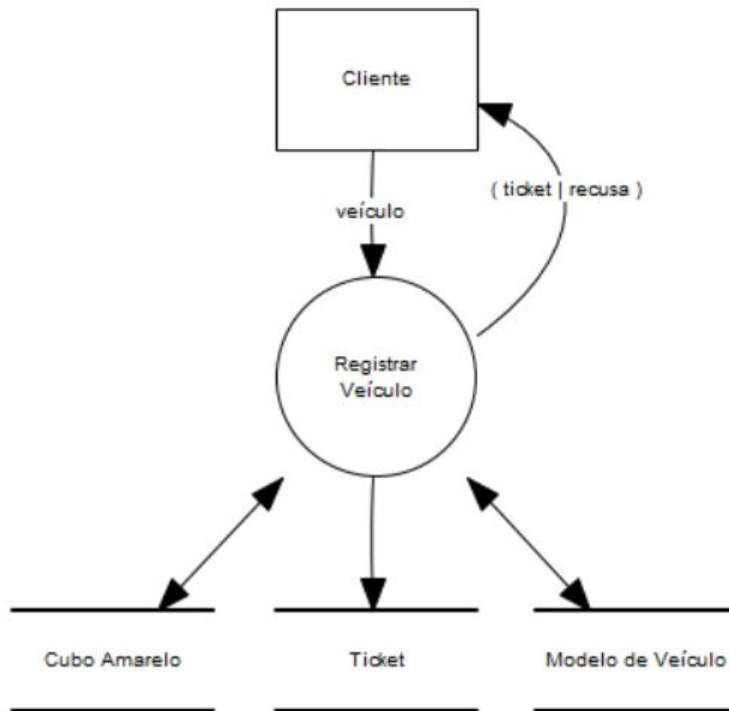 Cliente
( ticket | recusa )
veículo
Registrar
Veículo
Cubo Amarelo
Ticket
Modelo de Veículo